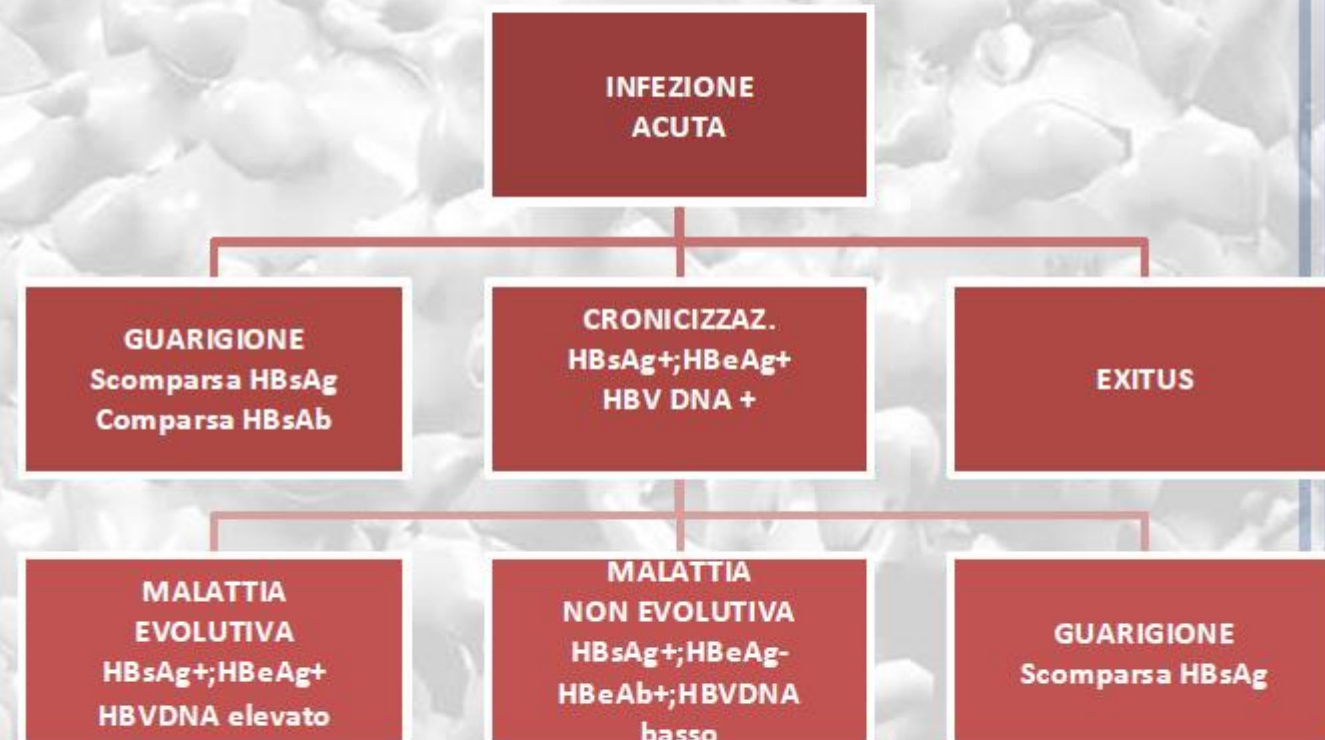 INFEZIONE
ACUTA
GUARIGIONE
Scomparsa HBsAg
Comparsa HBsAb
CRONICIZZAZ.
HBsAg+;HBeAg+
HBV DNA +
EXITUS
MALATTIA
EVOLUTIVA
HBsAg+;HBeAg+
HBVDNA elevato
MALATTIA
NON EVOLUTIVA
HBsAg+;HBeAg-
HBeAb+;HBVDNA
basso
GUARIGIONE
Scomparsa HBsAg